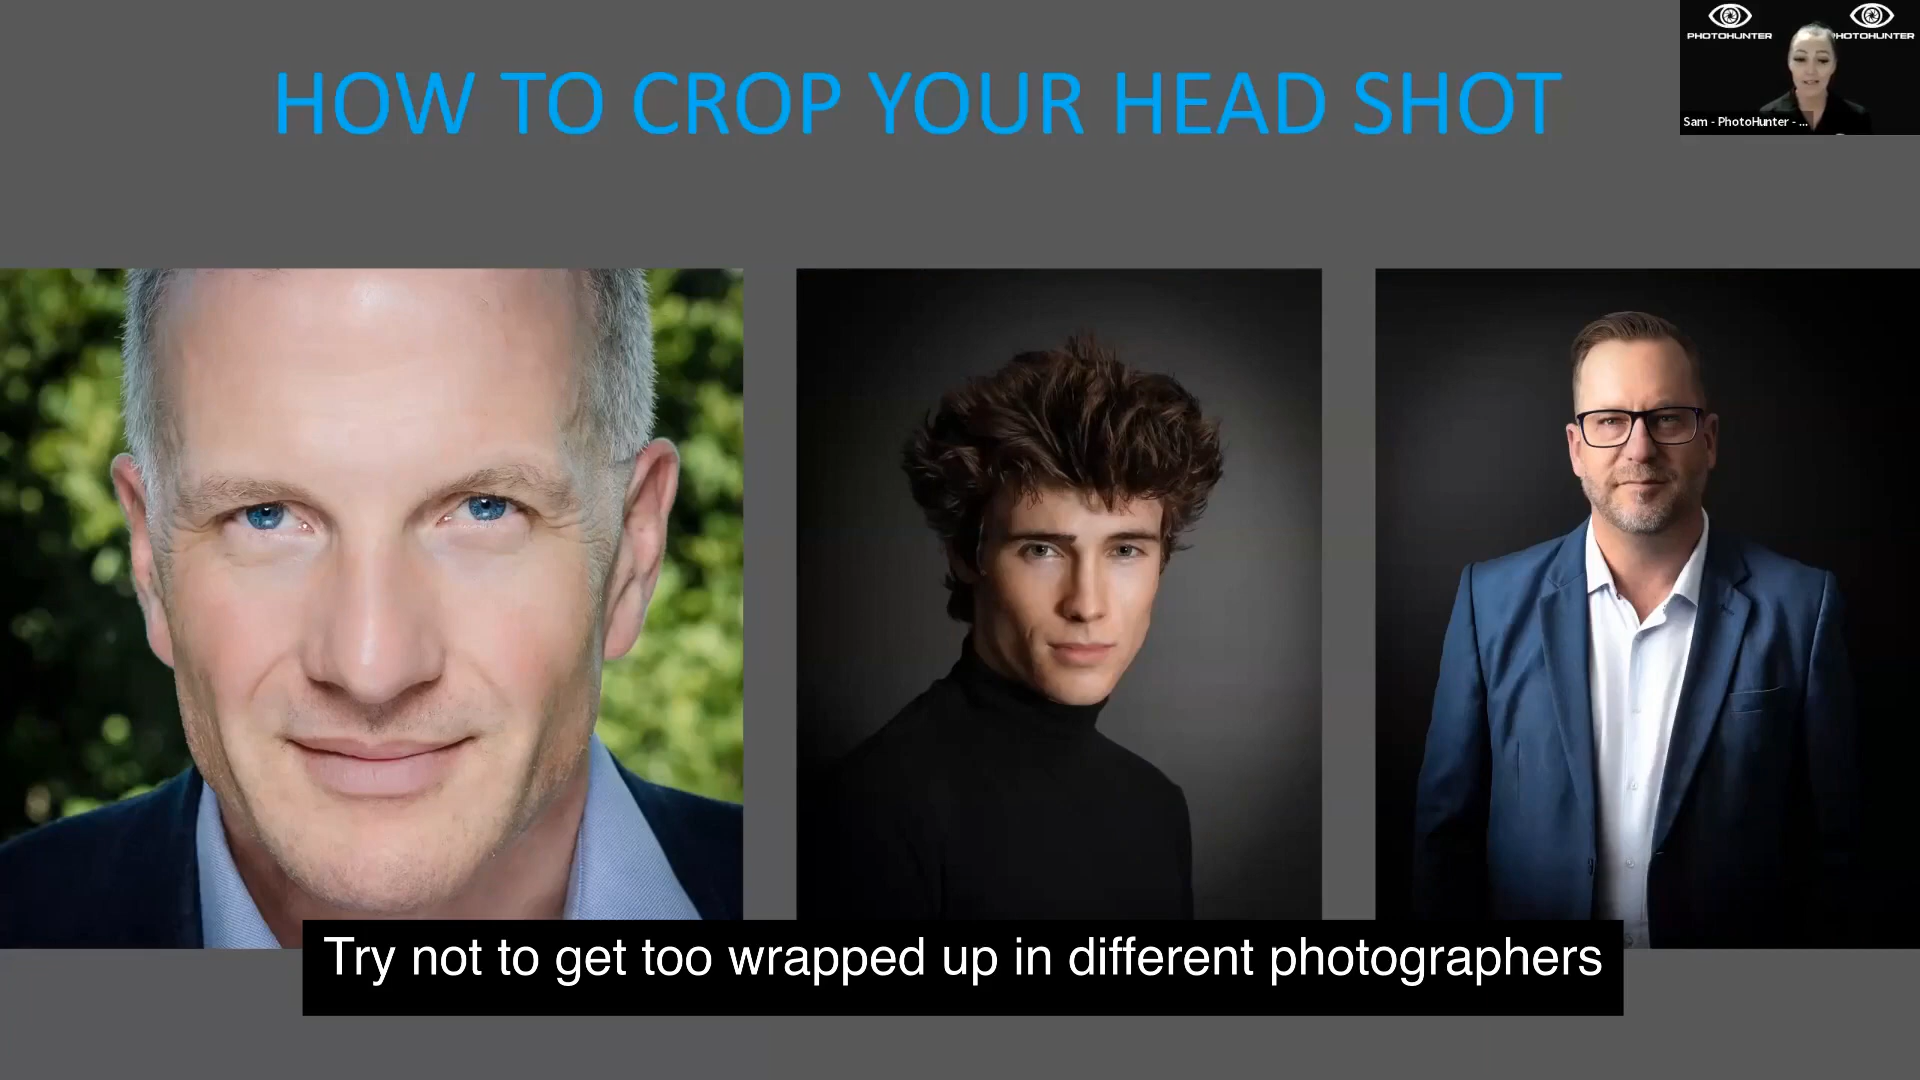 HOW TO CROP YOUR HEAD SHOT
PHOTOHUNTER
PHOTOHUNTER
Sam - PhotoHunter - ...
Try not to get too wrapped up in different photographers